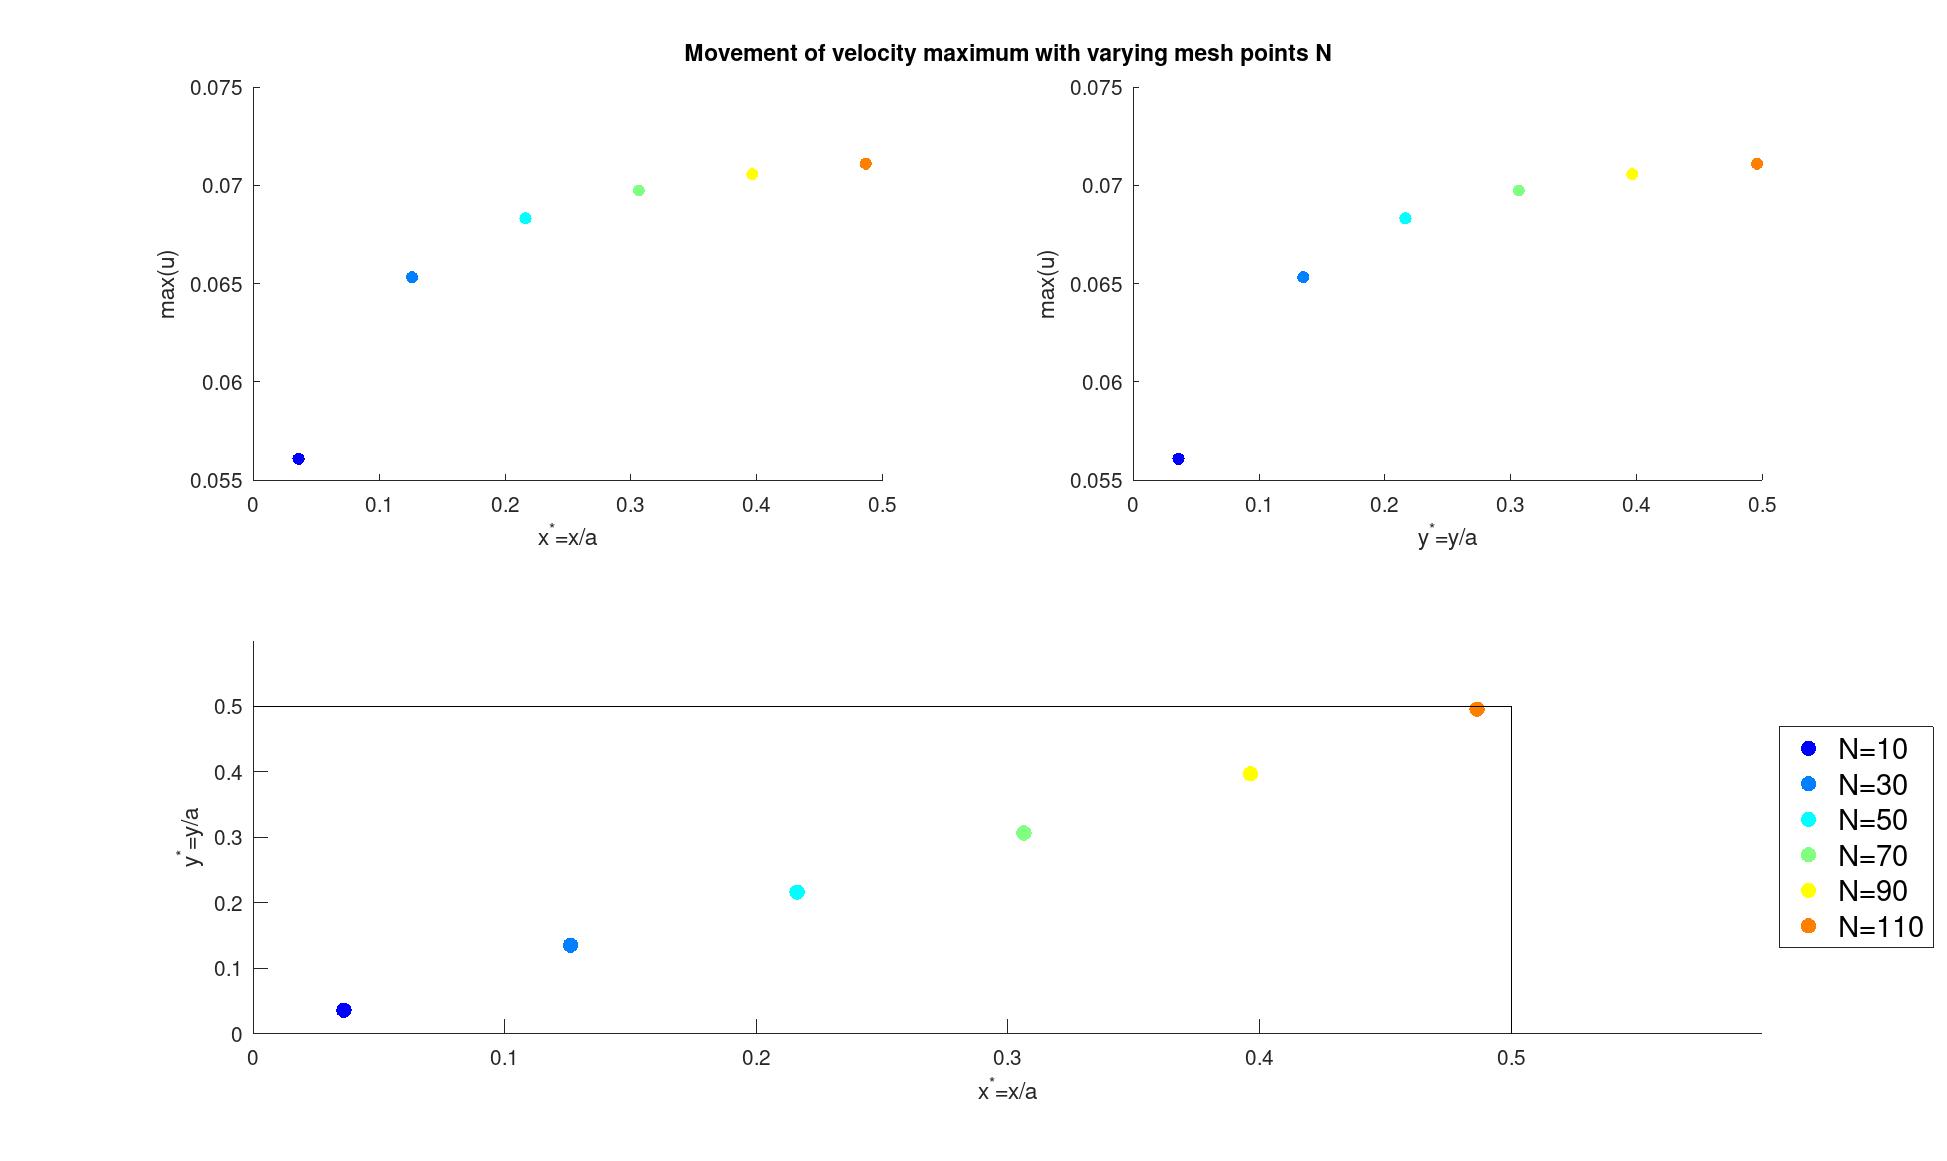 Movement of velocity maximum with varying mesh points N
0.075
0.07
0.065
0.06
0.055
max(u)
0 0.1 0.2 0.3 0.4 0.5
x*=x/a
0.075
0.07
0.065
0.06
0.055
max(u)
0 0.1 0.2 0.3 0.4 0.5
y*=y/a
0.5
0.4
0.3
0.2
0.1
0
y*=y/a
0 0.1 0.2 0.3 0.4 0.5
x*=x/a
N=10
N=30
N=50
N=70
N=90
N=110